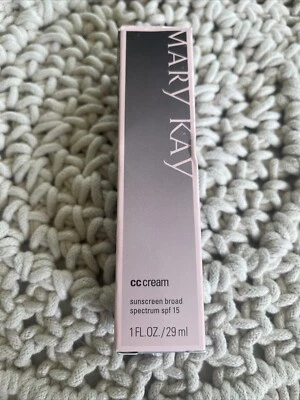 MARY KAY
cc cream
sunscreen broad
spectrum spf 15
1 FL.OZ./29 ml